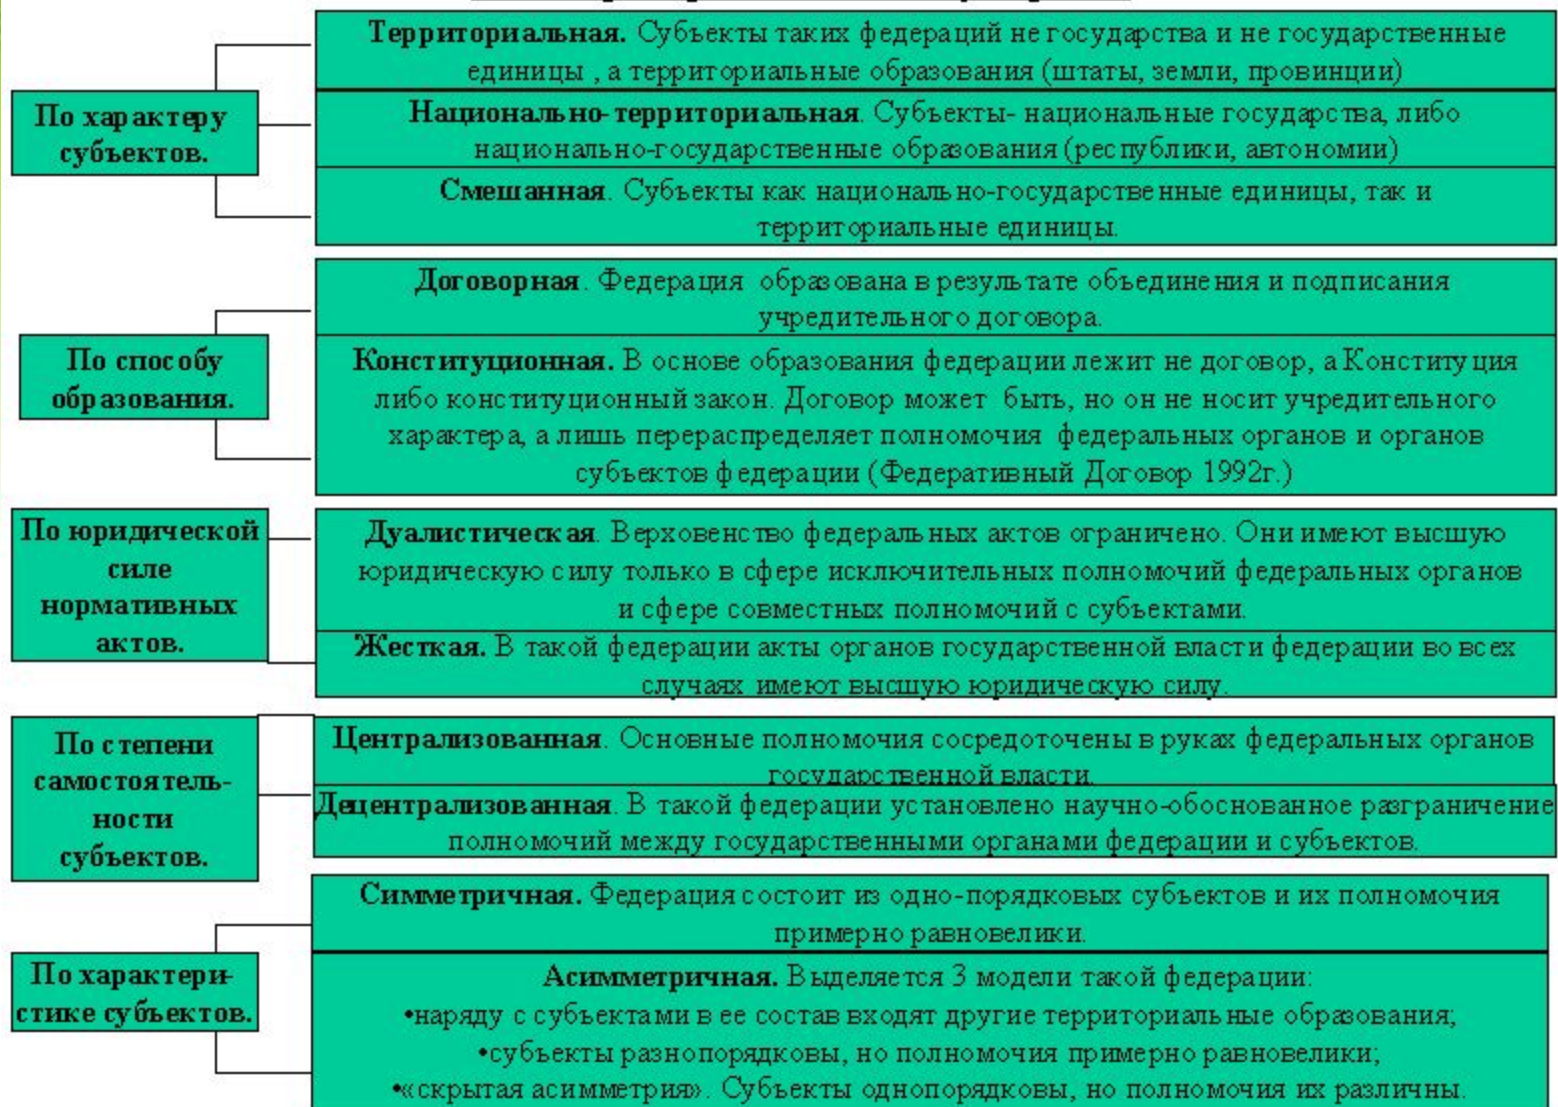 Территориальная. Субъекты таких федераций не государства и не государственные
единицы , а территориальные образования (штаты, земли, провинции)
По характеру
субъектов.
Национально-территориальная. Субъекты- национальные государства, либо
национально-государственные образования (республики, автономии)
Смешанная. Субъекты как национально-государственные единицы, так и
территориальные единицы.
Договорная. Федерация образована в результате объединения и подписания
учредительного договора.
По способу
образования.
Конституционная. В основе образования федерации лежит не договор, а Конституция
либо конституционный закон. Договор может быть, но он не носит учредительного
характера, а лишь перераспределяет полномочия федеральных органов и органов
субъектов федерации (Федеративный Договор 1992г.)
По юридической
силе
нормативных
актов.
Дуалистическая. Верховенство федеральных актов ограничено. Они имеют высшую
юридическую силу только в сфере исключительных полномочий федеральных органов
и сфере совместных полномочий с субъектами.
Жесткая. В такой федерации акты органов государственной власти федерации во всех
случаях имеют высшую юридическую силу.
По степени
самостоятель-
ности
субъектов.
Централизованная. Основные полномочия сосредоточены в руках федеральных органов
государственной власти.
Децентрализованная. В такой федерации установлено научно-обоснованное разграничение
полномочий между государственными органами федерации и субъектов.
По характери-
стике субъектов.
Симметричная. Федерация состоит из одно-порядковых субъектов и их полномочия
примерно равновелики.
Асимметричная. Выделяется 3 модели такой федерации:
•наряду с субъектами в ее состав входят другие территориальные образования;
•субъекты разнопорядковы, но полномочия примерно равновелики;
•«скрытая асимметрия». Субъекты однопорядковы, но полномочия их различны.